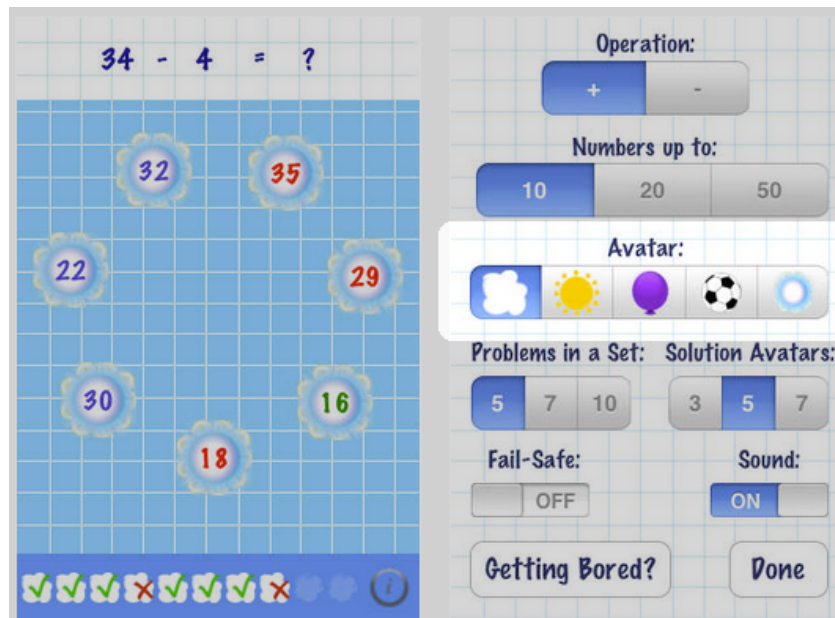 34 - 4 = ?
32 35
22 29
30 16
18
i
Operation:
+ -
Numbers up to:
10 20 50
Avatar:
Problems in a Set: Solution Avatars:
5 7 10 3 5 7
Fail-Safe: Sound:
OFF ON
Getting Bored? Done